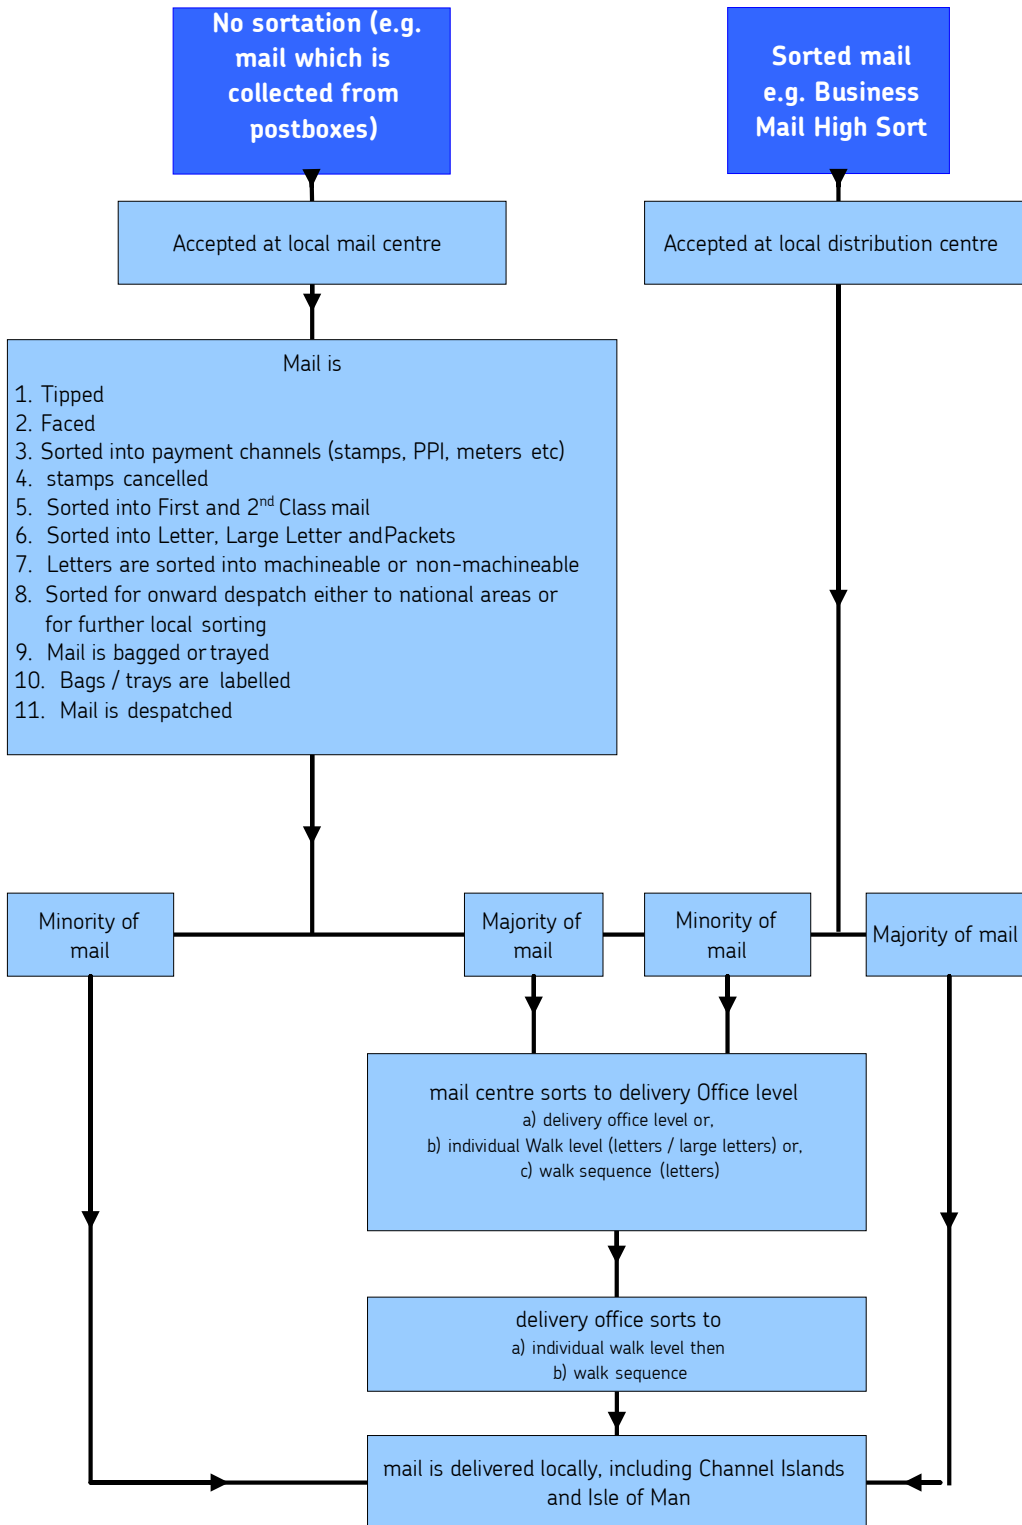 No sortation (e.g.
mail which is
collected from
postboxes)
Sorted mail
e.g. Business
Mail High Sort
Accepted at local mail centre
Accepted at local distribution centre
Mail is
1. Tipped
2. Faced
3. Sorted into payment channels (stamps, PPI, meters etc)
4. stamps cancelled
5. Sorted into First and 2nd Class mail
6. Sorted into Letter, Large Letter andPackets
7. Letters are sorted into machineable or non-machineable
8. Sorted for onward despatch either to national areas or
for further local sorting
9. Mail is bagged or trayed
10. Bags / trays are labelled
11. Mail is despatched
Minority of
mail
Majority of
mail
Minority of
mail
Majority of mail
mail centre sorts to delivery Office level
a) delivery office level or,
b) individual Walk level (letters / large letters) or,
c) walk sequence (letters)
delivery office sorts to
a) individual walk level then
b) walk sequence
mail is delivered locally, including Channel Islands
and Isle of Man